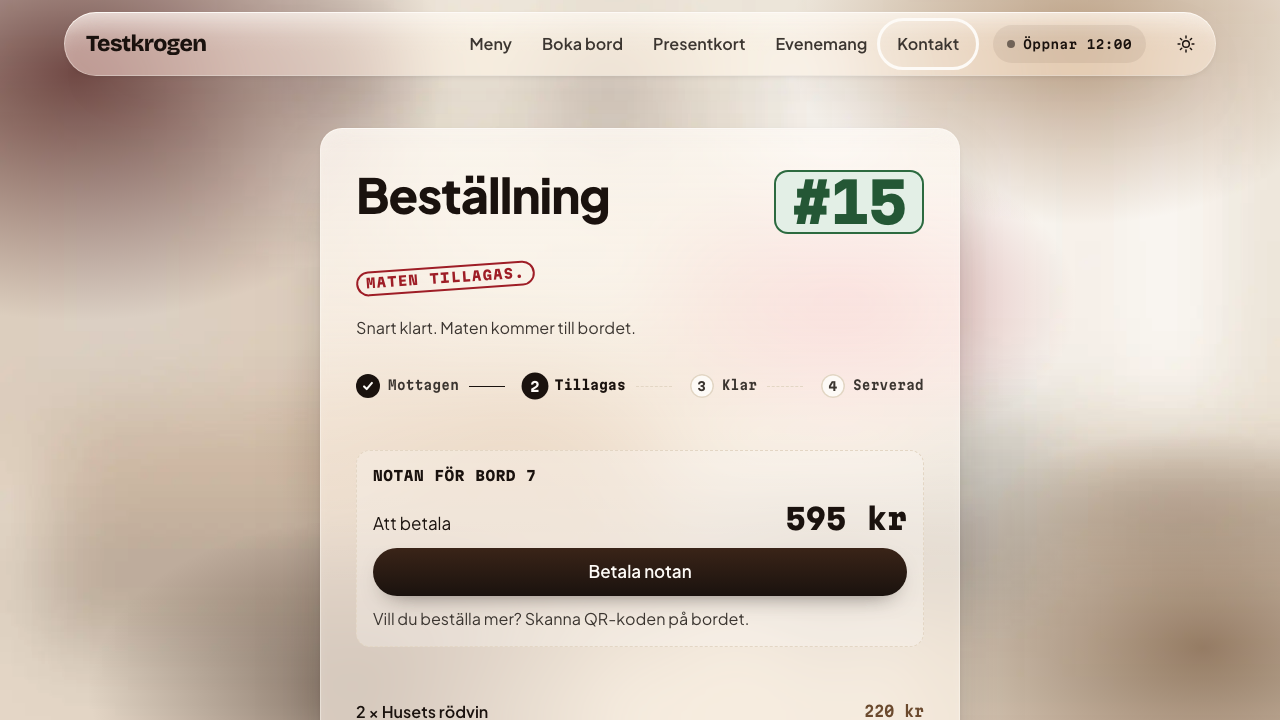 Testkrogen
Meny Boka bord Presentkort Evenemang Kontakt Öppnar 12:00
Beställning #15
MATEN TILLAGAS.
Snart klart. Maten kommer till bordet.
Mottagen 2 Tillagas 3 Klar 4 Serverad
NOTAN FÖR BORD 7
Att betala 595 kr
Betala notan
Vill du beställa mer? Skanna QR-koden på bordet.
2 × Husets rödvin 220 kr